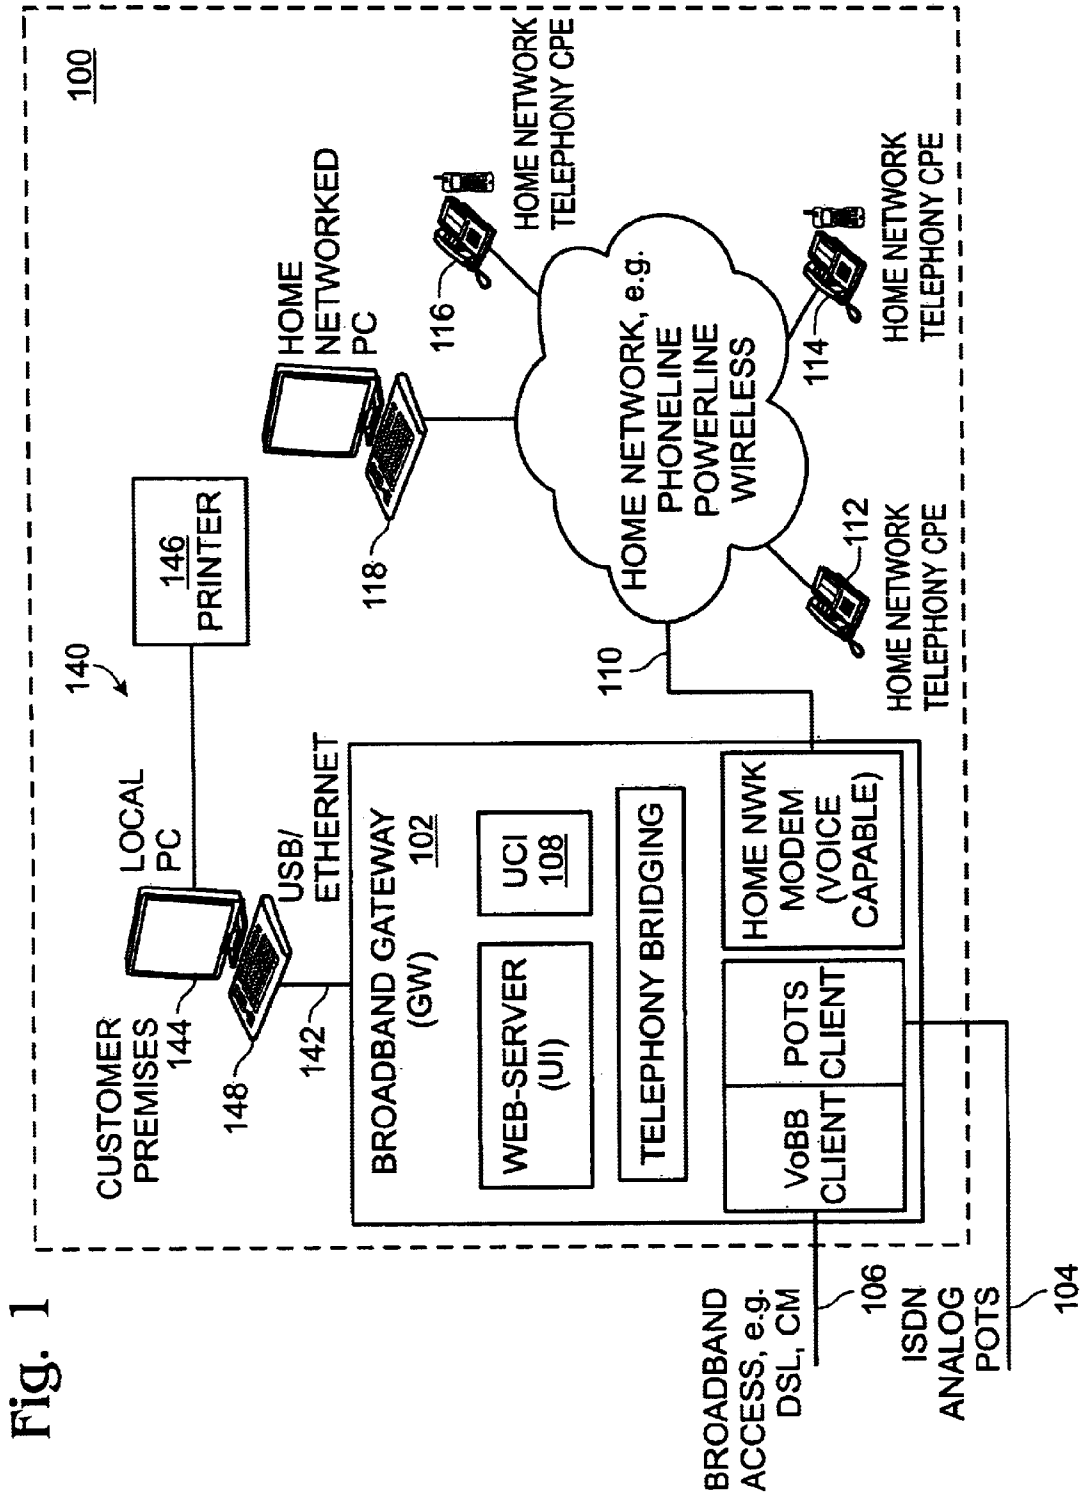 Fig. 1
100
CUSTOMER
PREMISES
144
148
LOCAL
PC
140
146
PRINTER
142
USB/
ETHERNET
HOME
NETWORKED
PC
118
116
HOME NETWORK
TELEPHONY CPE
BROADBAND GATEWAY
(GW)
102
WEB-SERVER
(UI)
UCI
108
TELEPHONY BRIDGING
VoBB
CLIENT
POTS
CLIENT
HOME NWK
MODEM
(VOICE
CAPABLE)
110
HOME NETWORK, e.g.
PHONELINE
POWERLINE
WIRELESS
112
HOME NETWORK
TELEPHONY CPE
114
HOME NETWORK
TELEPHONY CPE
BROADBAND
ACCESS, e.g.
DSL, CM
106
ISDN
ANALOG
POTS
104